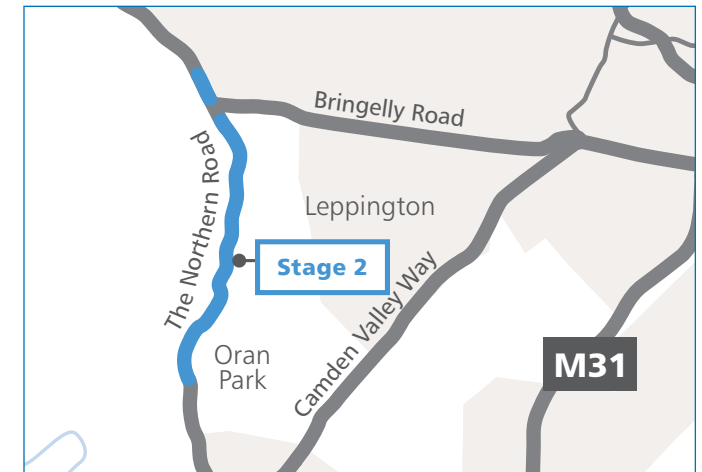 Bringelly Road
The Northern Road
Leppington
Stage 2
Camden Valley Way
Oran
Park
M31